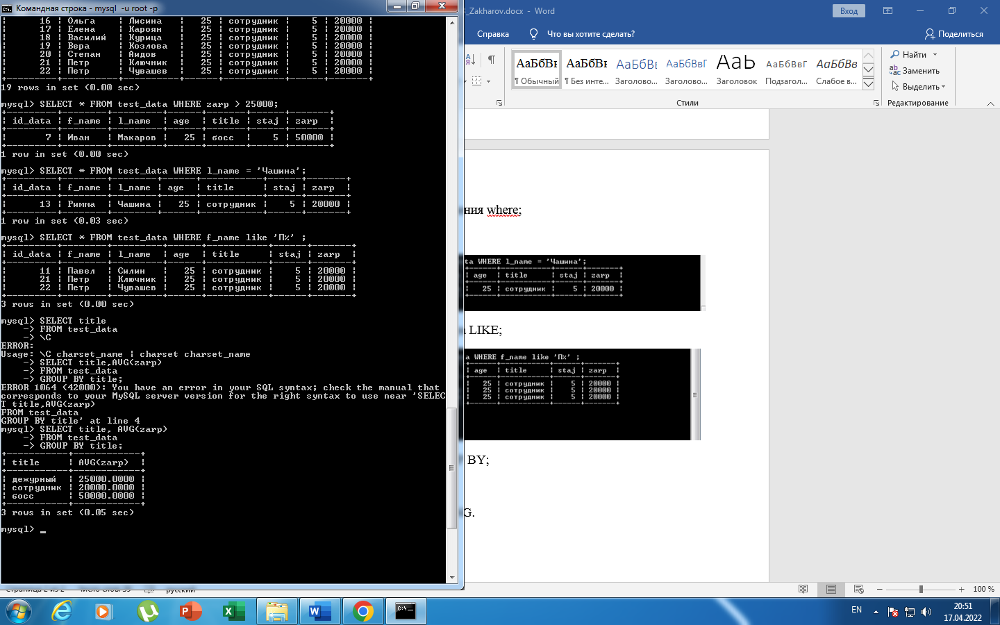 Командная строка - mysql  -u root -p
¦      16 ¦ Ольга    ¦ Лисина   ¦   25 ¦ сотрудник ¦    5 ¦ 20000 ¦
¦      17 ¦ Елена    ¦ Кароян   ¦   25 ¦ сотрудник ¦    5 ¦ 20000 ¦
¦      18 ¦ Василий  ¦ Курица   ¦   25 ¦ сотрудник ¦    5 ¦ 20000 ¦
¦      19 ¦ Вера     ¦ Козлова  ¦   25 ¦ сотрудник ¦    5 ¦ 20000 ¦
¦      20 ¦ Степан   ¦ Аидов    ¦   25 ¦ сотрудник ¦    5 ¦ 20000 ¦
¦      21 ¦ Петр     ¦ Ключник  ¦   25 ¦ сотрудник ¦    5 ¦ 20000 ¦
¦      22 ¦ Петр     ¦ Чувашев  ¦   25 ¦ сотрудник ¦    5 ¦ 20000 ¦
19 rows in set (0.00 sec)
mysql> SELECT * FROM test_data WHERE zarp > 25000;
¦ id_data ¦ f_name ¦ l_name  ¦ age  ¦ title ¦ staj ¦ zarp  ¦
¦       7 ¦ Иван   ¦ Макаров ¦   25 ¦ босс  ¦    5 ¦ 50000 ¦
1 row in set (0.00 sec)
mysql> SELECT * FROM test_data WHERE l_name = 'Чашина';
¦ id_data ¦ f_name ¦ l_name ¦ age  ¦ title     ¦ staj ¦ zarp  ¦
¦      13 ¦ Римма  ¦ Чашина ¦   25 ¦ сотрудник ¦    5 ¦ 20000 ¦
1 row in set (0.03 sec)
mysql> SELECT * FROM test_data WHERE f_name like 'П%' ;
¦ id_data ¦ f_name ¦ l_name  ¦ age  ¦ title     ¦ staj ¦ zarp  ¦
¦      11 ¦ Павел  ¦ Силин   ¦   25 ¦ сотрудник ¦    5 ¦ 20000 ¦
¦      21 ¦ Петр   ¦ Ключник ¦   25 ¦ сотрудник ¦    5 ¦ 20000 ¦
¦      22 ¦ Петр   ¦ Чувашев ¦   25 ¦ сотрудник ¦    5 ¦ 20000 ¦
3 rows in set (0.00 sec)
mysql> SELECT title
    -> FROM test_data
    -> \C
ERROR:
Usage: \C charset_name | charset charset_name
    -> SELECT title,AVG(zarp)
    -> FROM test_data
    -> GROUP BY title;
ERROR 1064 (42000): You have an error in your SQL syntax; check the manual that
corresponds to your MySQL server version for the right syntax to use near 'SELEC
T title,AVG(zarp)
FROM test_data
GROUP BY title' at line 4
mysql> SELECT title, AVG(zarp)
    -> FROM test_data
    -> GROUP BY title;
¦ title     ¦ AVG(zarp)  ¦
¦ дежурный  ¦ 25000.0000 ¦
¦ сотрудник ¦ 20000.0000 ¦
¦ босс      ¦ 50000.0000 ¦
3 rows in set (0.05 sec)
mysql> _
3_Zakharov.docx - Word
Вход
Справка
Что вы хотите сделать?
Поделиться
АаБбВв АаБбВв АаБбВı АаБбВвГ АаЬ АаБбВвГ АаБбВвГ
¶ Обычный ¶ Без инте... Заголово... Заголово... Заголовок Подзагол... Слабое в...
Стили
Найти
Заменить
Выделить
Редактирование
ния where;
ta WHERE l_name = 'Чашина';
¦ age ¦ title ¦ staj ¦ zarp ¦
¦ 25 ¦ сотрудник ¦ 5 ¦ 20000 ¦
LIKE;
a WHERE f_name like 'П%' ;
¦ age ¦ title ¦ staj ¦ zarp ¦
¦ 25 ¦ сотрудник ¦ 5 ¦ 20000 ¦
¦ 25 ¦ сотрудник ¦ 5 ¦ 20000 ¦
¦ 25 ¦ сотрудник ¦ 5 ¦ 20000 ¦
BY;
G.
русский
100 %
EN
20:51
17.04.2022